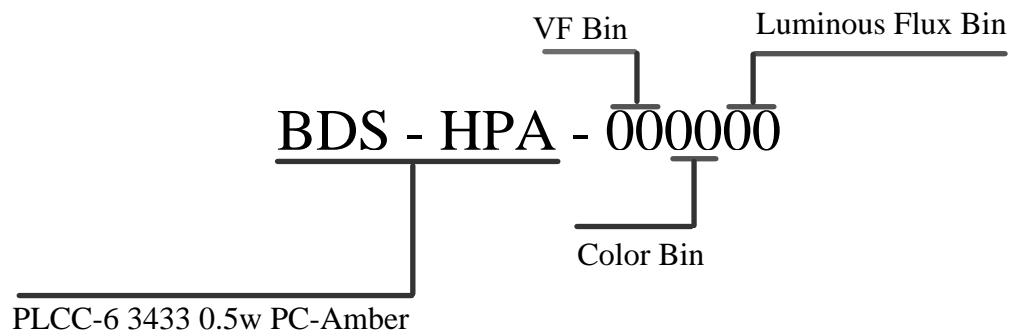 VF Bin
Luminous Flux Bin
BDS - HPA - 000000
Color Bin
PLCC-6 3433 0.5w PC-Amber